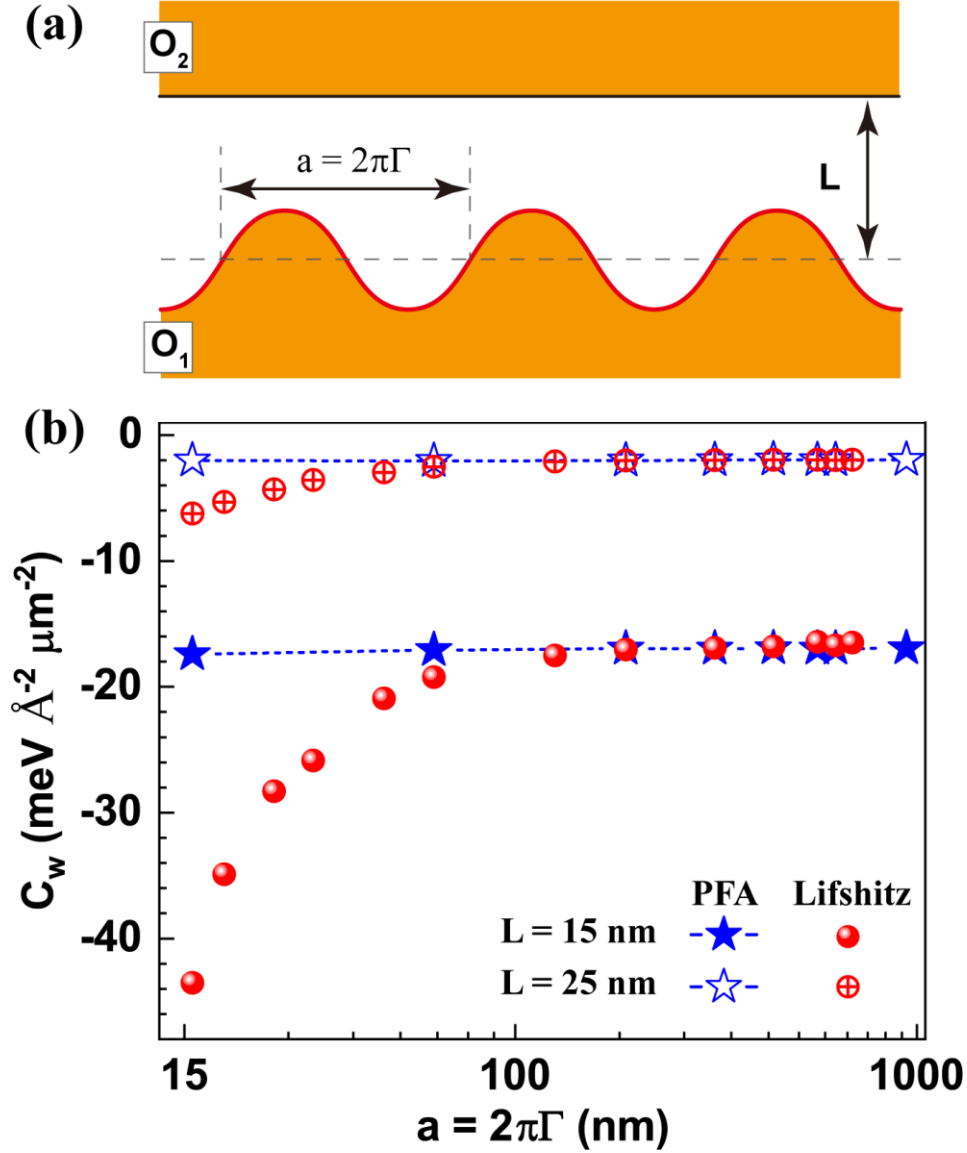 (a)
O₂
a = 2πΓ
L
O₁
(b)
0
-10
-20
-30
-40
C_w (meV Å⁻² μm⁻²)
PFA Lifshitz
L = 15 nm
L = 25 nm
15 100 1000
a = 2πΓ (nm)